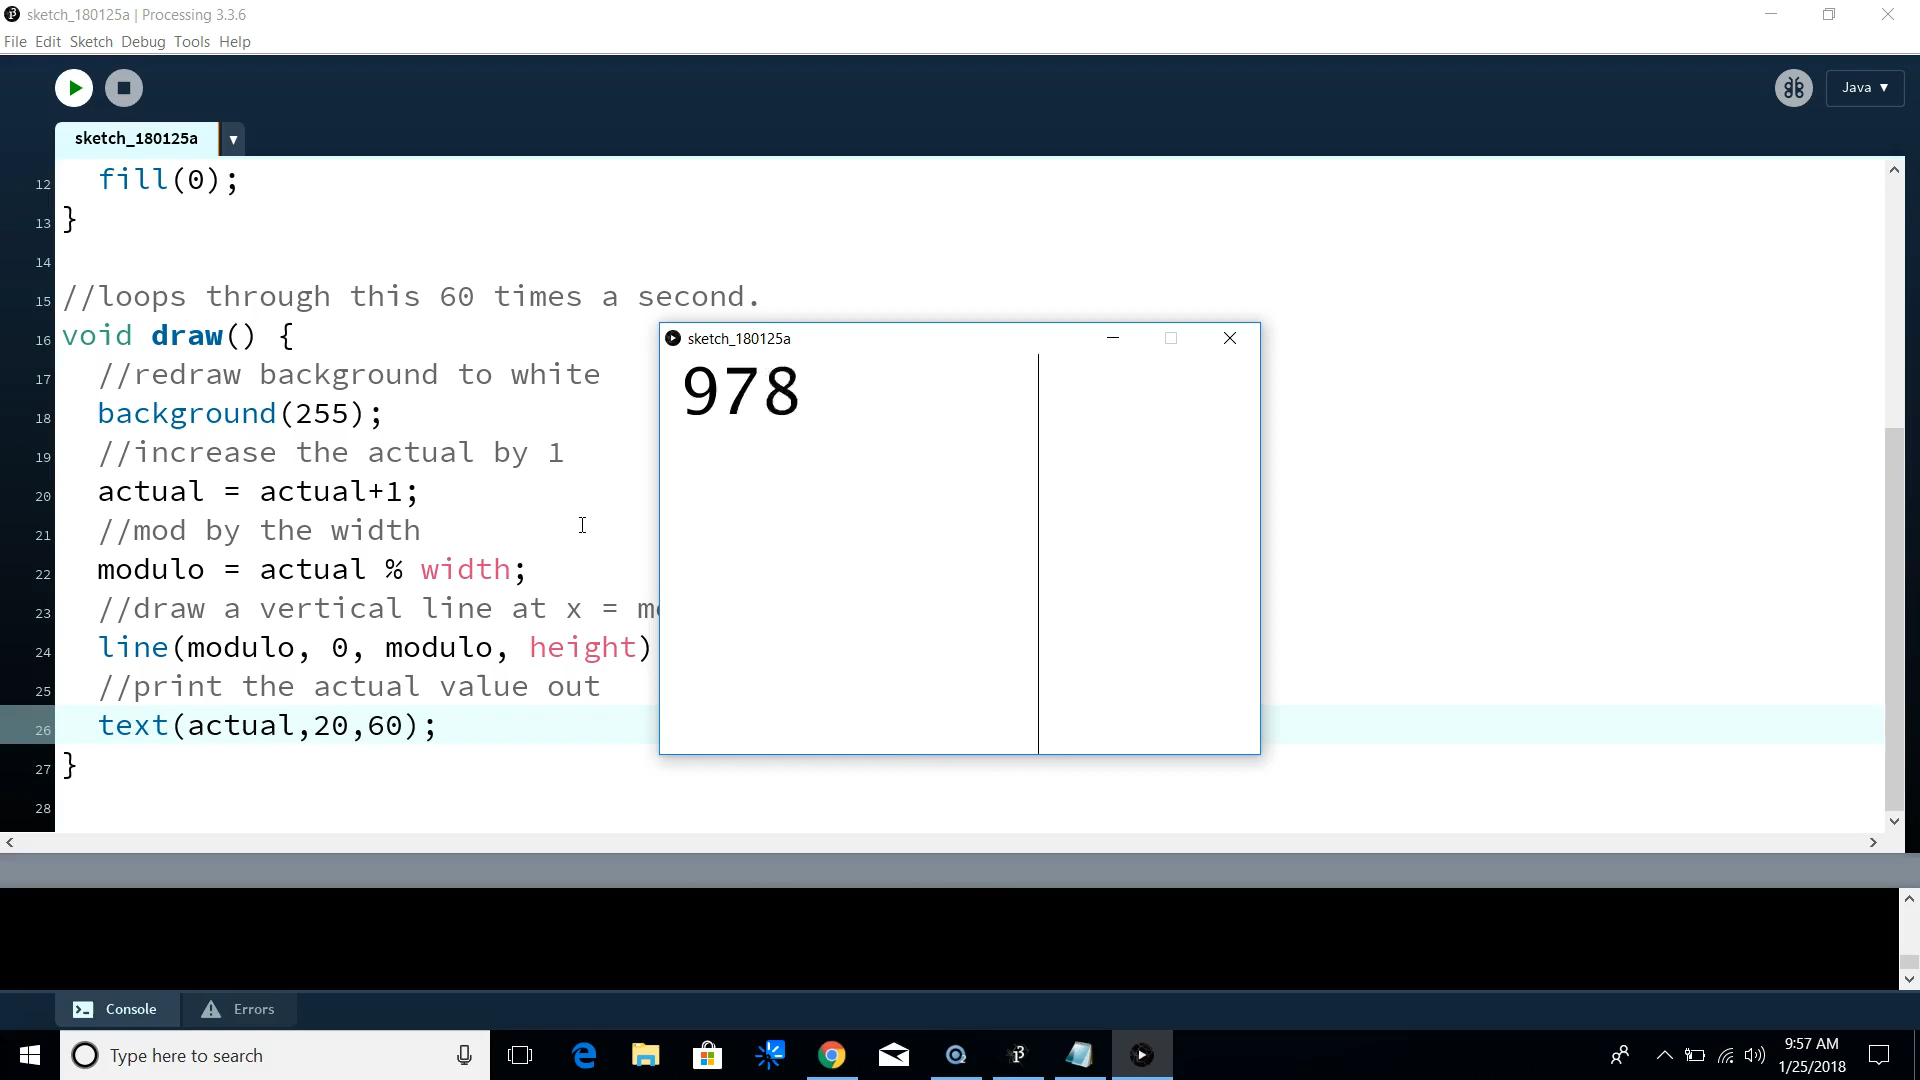 sketch_180125a | Processing 3.3.6
File Edit Sketch Debug Tools Help
Java ▼
sketch_180125a ▼
12 fill(0);
13 }
14
15 //loops through this 60 times a second.
16 void draw() {
17 //redraw background to white
18 background(255);
19 //increase the actual by 1
20 actual = actual+1;
21 //mod by the width
22 modulo = actual % width;
23 //draw a vertical line at x = mo
24 line(modulo, 0, modulo, height)
25 //print the actual value out
26 text(actual,20,60);
27 }
28
sketch_180125a
978
Console
Errors
Type here to search
9:57 AM
1/25/2018